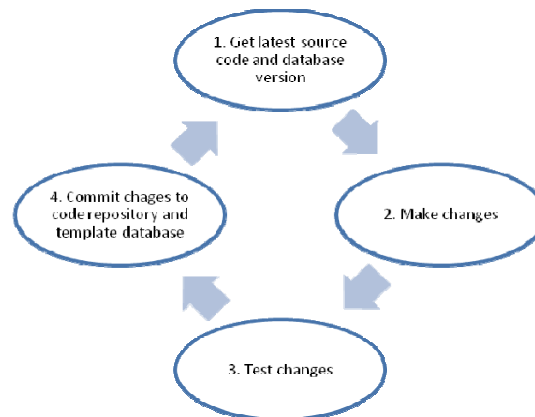 1. Get latest source
code and database
version
2. Make changes
3. Test changes
4. Commit chages to
code repository and
template database